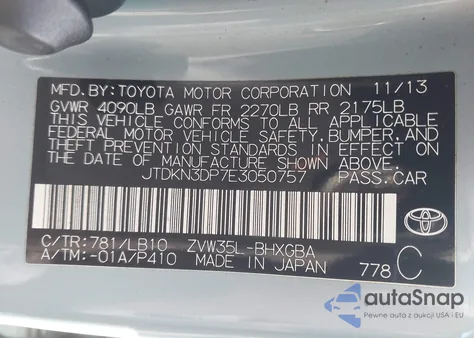 MFD.BY:TOYOTA MOTOR CORPORATION 11/13
GVWR 4090LB GAWR FR 2270LB RR 2175LB
THIS VEHICLE CONFORMS TO ALL APPLICABLE
FEDERAL MOTOR VEHICLE SAFETY,BUMPER,AND
THEFT PREVENTION STANDARDS IN EFFECT ON
THE DATE OF MANUFACTURE SHOWN ABOVE.
JTDKN3DP7E3050757 PASS.CAR
C/TR:781/LB10 ZVW35L-BHXGBA
A/TM:-01A/P410 MADE IN JAPAN 778 C
TOYOTA
autoSnap
Pewne auto z aukcji USA i EU